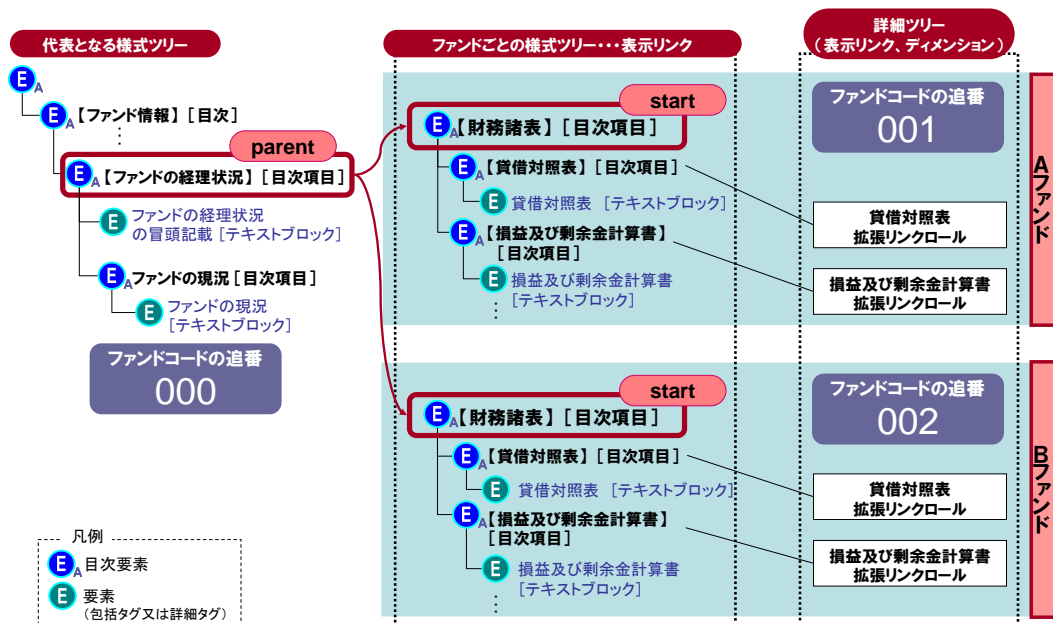 代表となる様式ツリー
E
A
E
A
【ファンド情報】［目次］
⋮
parent
E
A
【ファンドの経理状況】［目次項目］
E
ファンドの経理状況
の冒頭記載［テキストブロック］
E
A
ファンドの現況［目次項目］
E
ファンドの現況
［テキストブロック］
ファンドコードの追番
000
凡例
E
A
目次要素
E
要素
（包括タグ又は詳細タグ）
ファンドごとの様式ツリー・・・表示リンク
start
E
A
【財務諸表】［目次項目］
E
A
【貸借対照表】［目次項目］
E
貸借対照表 ［テキストブロック］
E
A
【損益及び剰余金計算書】
［目次項目］
E
損益及び剰余金計算書
［テキストブロック］
⋮
start
E
A
【財務諸表】［目次項目］
E
A
【貸借対照表】［目次項目］
E
貸借対照表 ［テキストブロック］
E
A
【損益及び剰余金計算書】
［目次項目］
E
損益及び剰余金計算書
［テキストブロック］
⋮
詳細ツリー
（表示リンク、ディメンション）
ファンドコードの追番
001
貸借対照表
拡張リンクロール
損益及び剰余金計算書
拡張リンクロール
Aファンド
ファンドコードの追番
002
貸借対照表
拡張リンクロール
損益及び剰余金計算書
拡張リンクロール
Bファンド